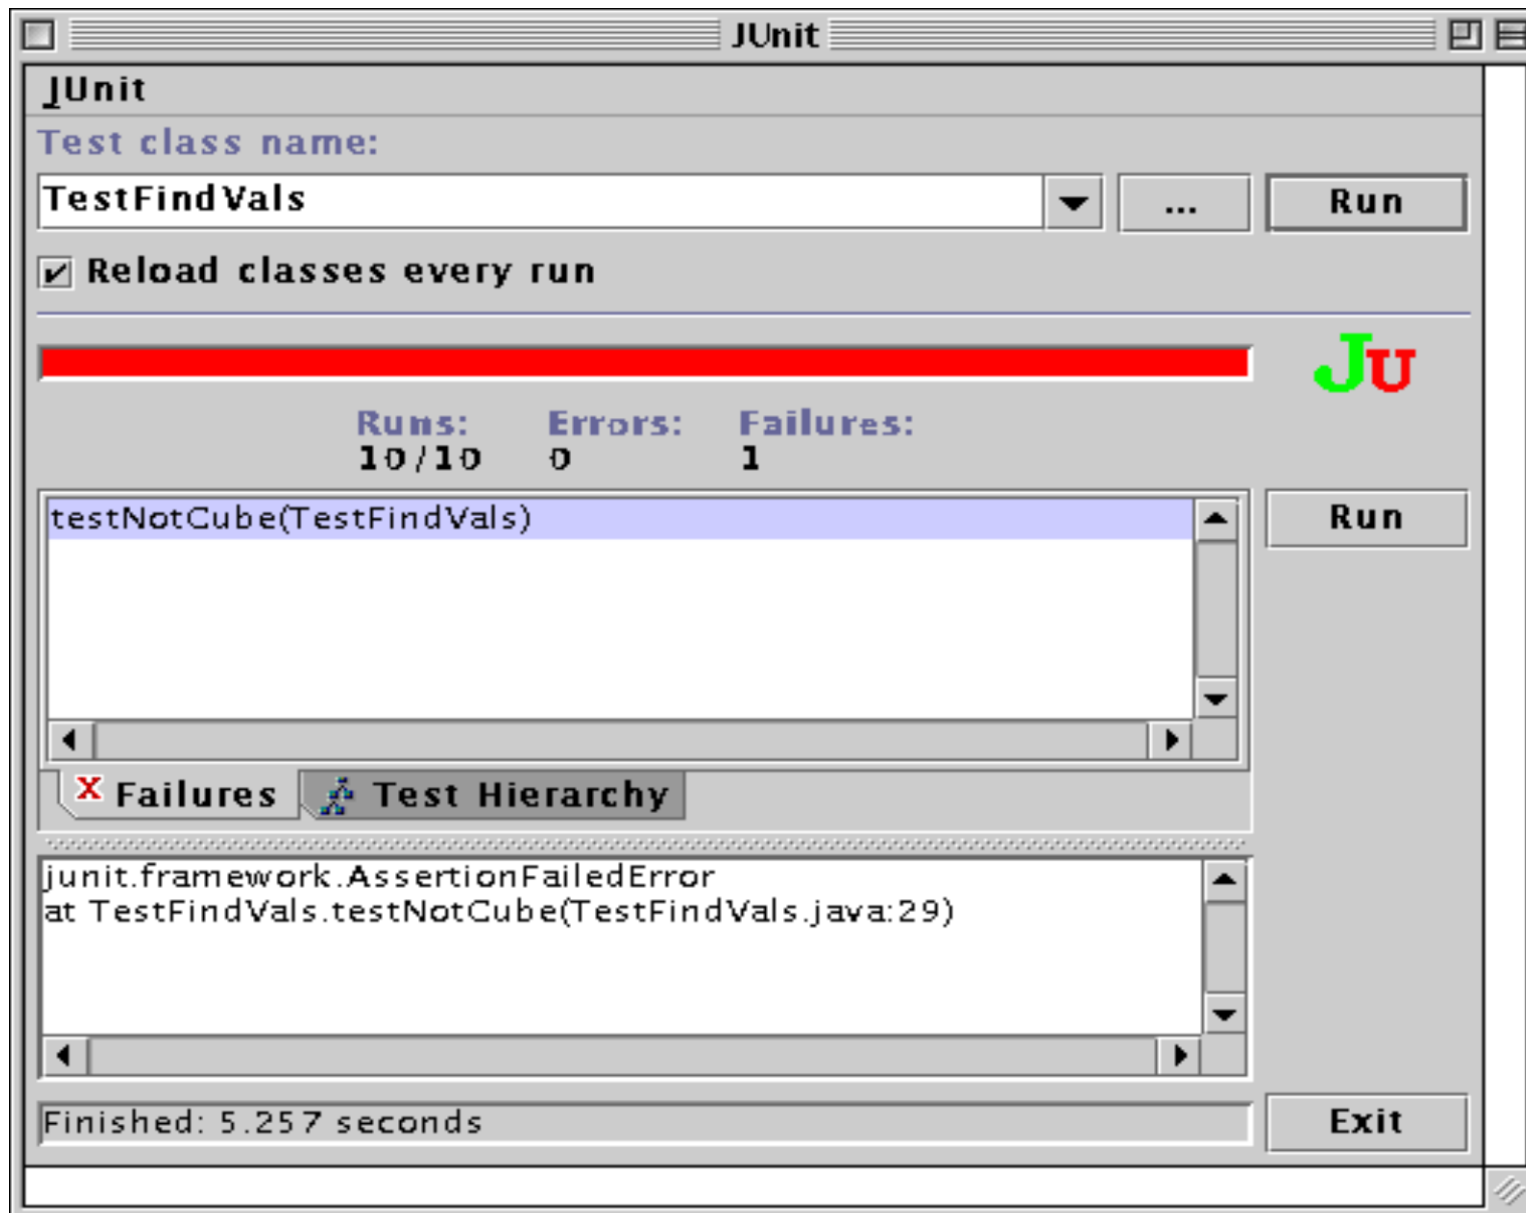 JUnit
JUnit
Test class name:
TestFindVals
... Run
Reload classes every run
JU
Runs: Errors: Failures:
10/10 0 1
testNotCube(TestFindVals)
Run
X Failures Test Hierarchy
junit.framework.AssertionFailedError
at TestFindVals.testNotCube(TestFindVals.java:29)
Finished: 5.257 seconds
Exit